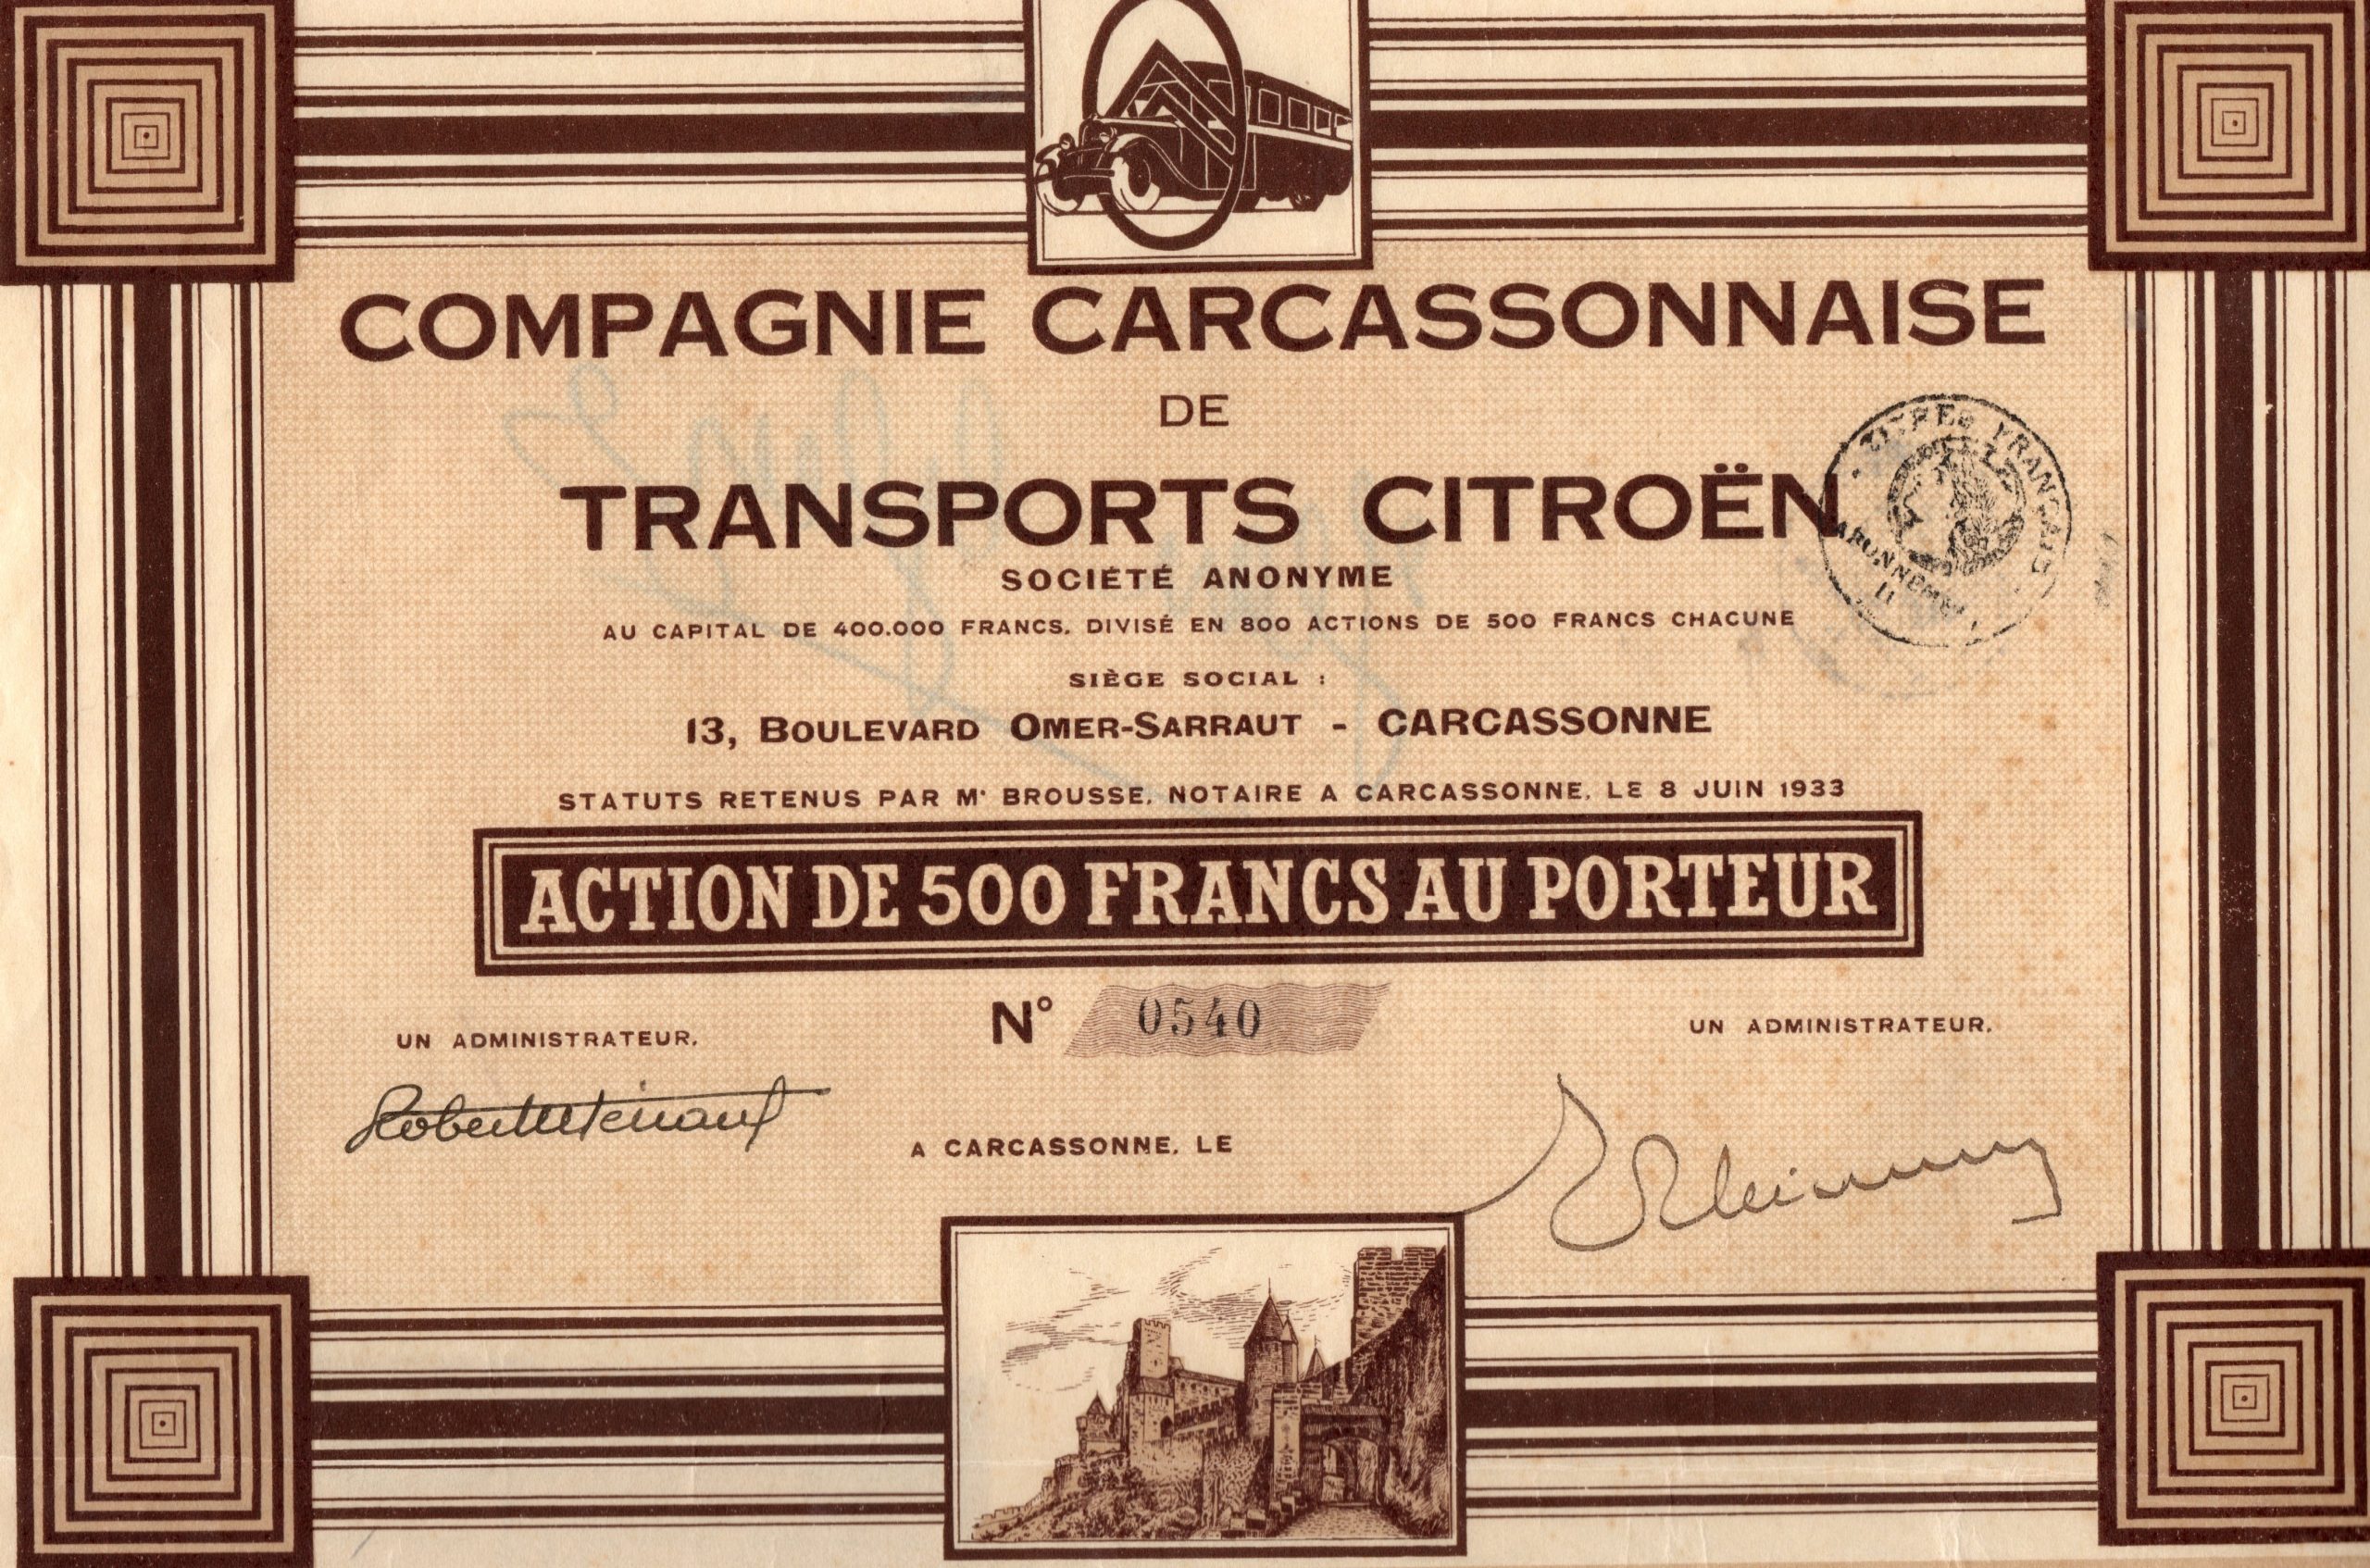 COMPAGNIE CARCASSONNAISE
DE
TRANSPORTS CITROËN
SOCIÉTÉ ANONYME
AU CAPITAL DE 400.000 FRANCS. DIVISÉ EN 800 ACTIONS DE 500 FRANCS CHACUNE
SIÈGE SOCIAL :
13, BOULEVARD OMER-SARRAUT - CARCASSONNE
STATUTS RETENUS PAR Mᵉ BROUSSE. NOTAIRE A CARCASSONNE. LE 8 JUIN 1933
ACTION DE 500 FRANCS AU PORTEUR
N° 0540
UN ADMINISTRATEUR.
UN ADMINISTRATEUR.
A CARCASSONNE. LE